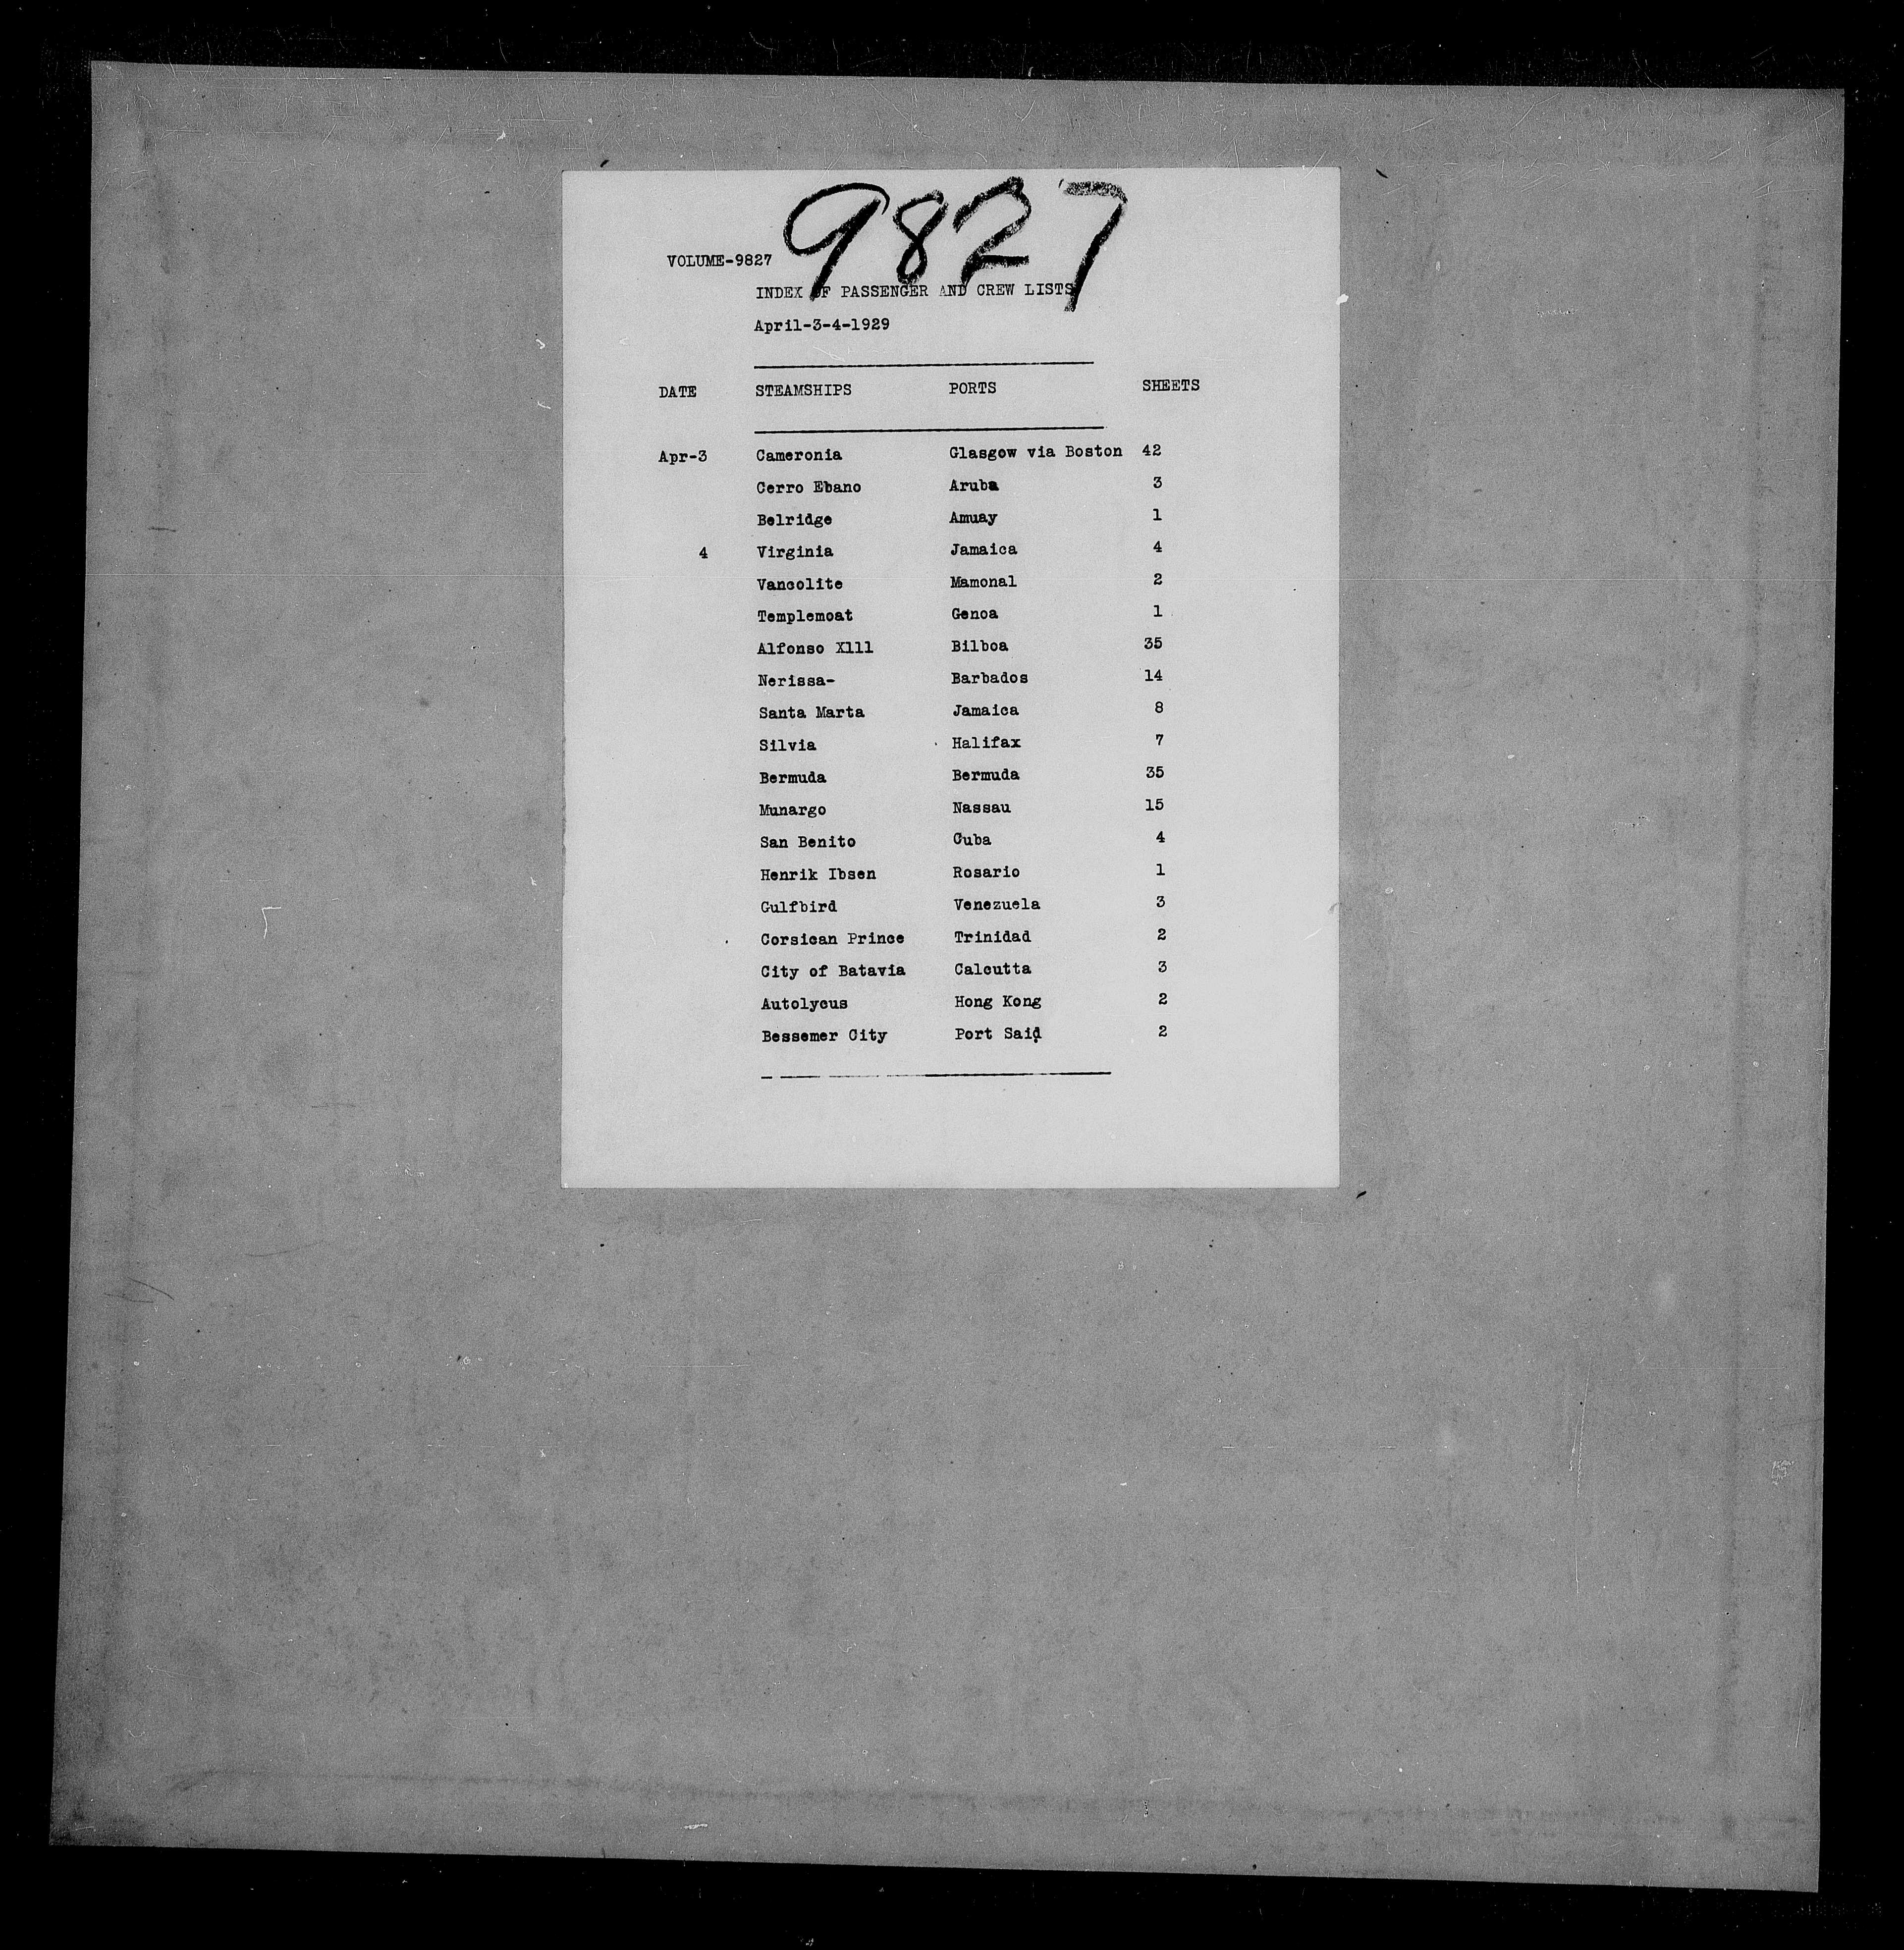 9827
VOLUME-9827
INDEX OF PASSENGER AND CREW LISTS
April-3-4-1929
DATE STEAMSHIPS PORTS SHEETS
Apr-3 Cameronia Glasgow via Boston 42
Cerro Ebano Aruba 3
Belridge Amuay 1
4 Virginia Jamaica 4
Vancolite Mamonal 2
Templemoat Genoa 1
Alfonso X111 Bilboa 35
Nerissa- Barbados 14
Santa Marta Jamaica 8
Silvia Halifax 7
Bermuda Bermuda 35
Munargo Nassau 15
San Benito Cuba 4
Henrik Ibsen Rosario 1
Gulfbird Venezuela 3
Corsican Prince Trinidad 2
City of Batavia Calcutta 3
Autolycus Hong Kong 2
Bessemer City Port Said 2